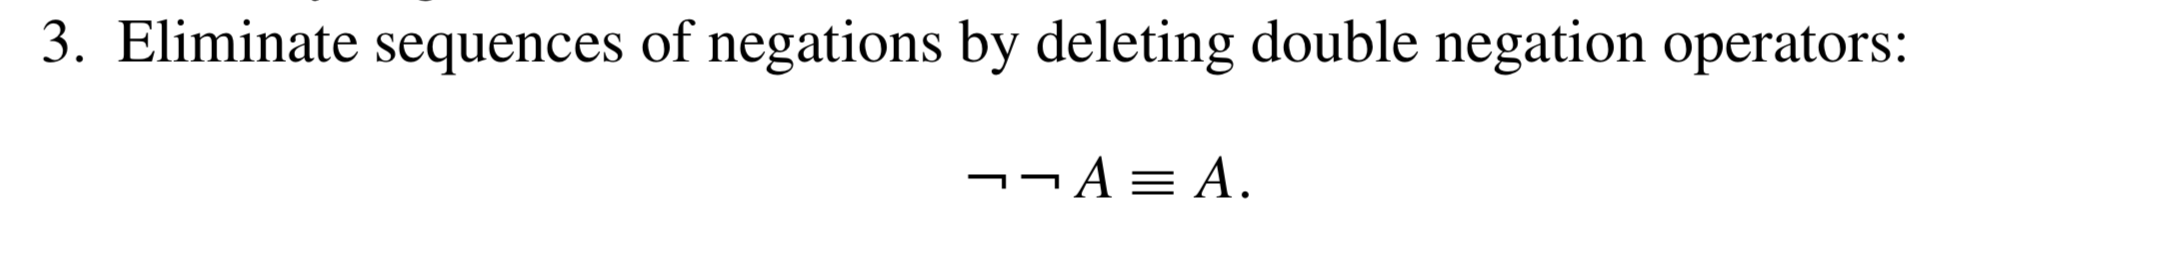 3. Eliminate sequences of negations by deleting double negation operators:
¬¬A ≡ A.